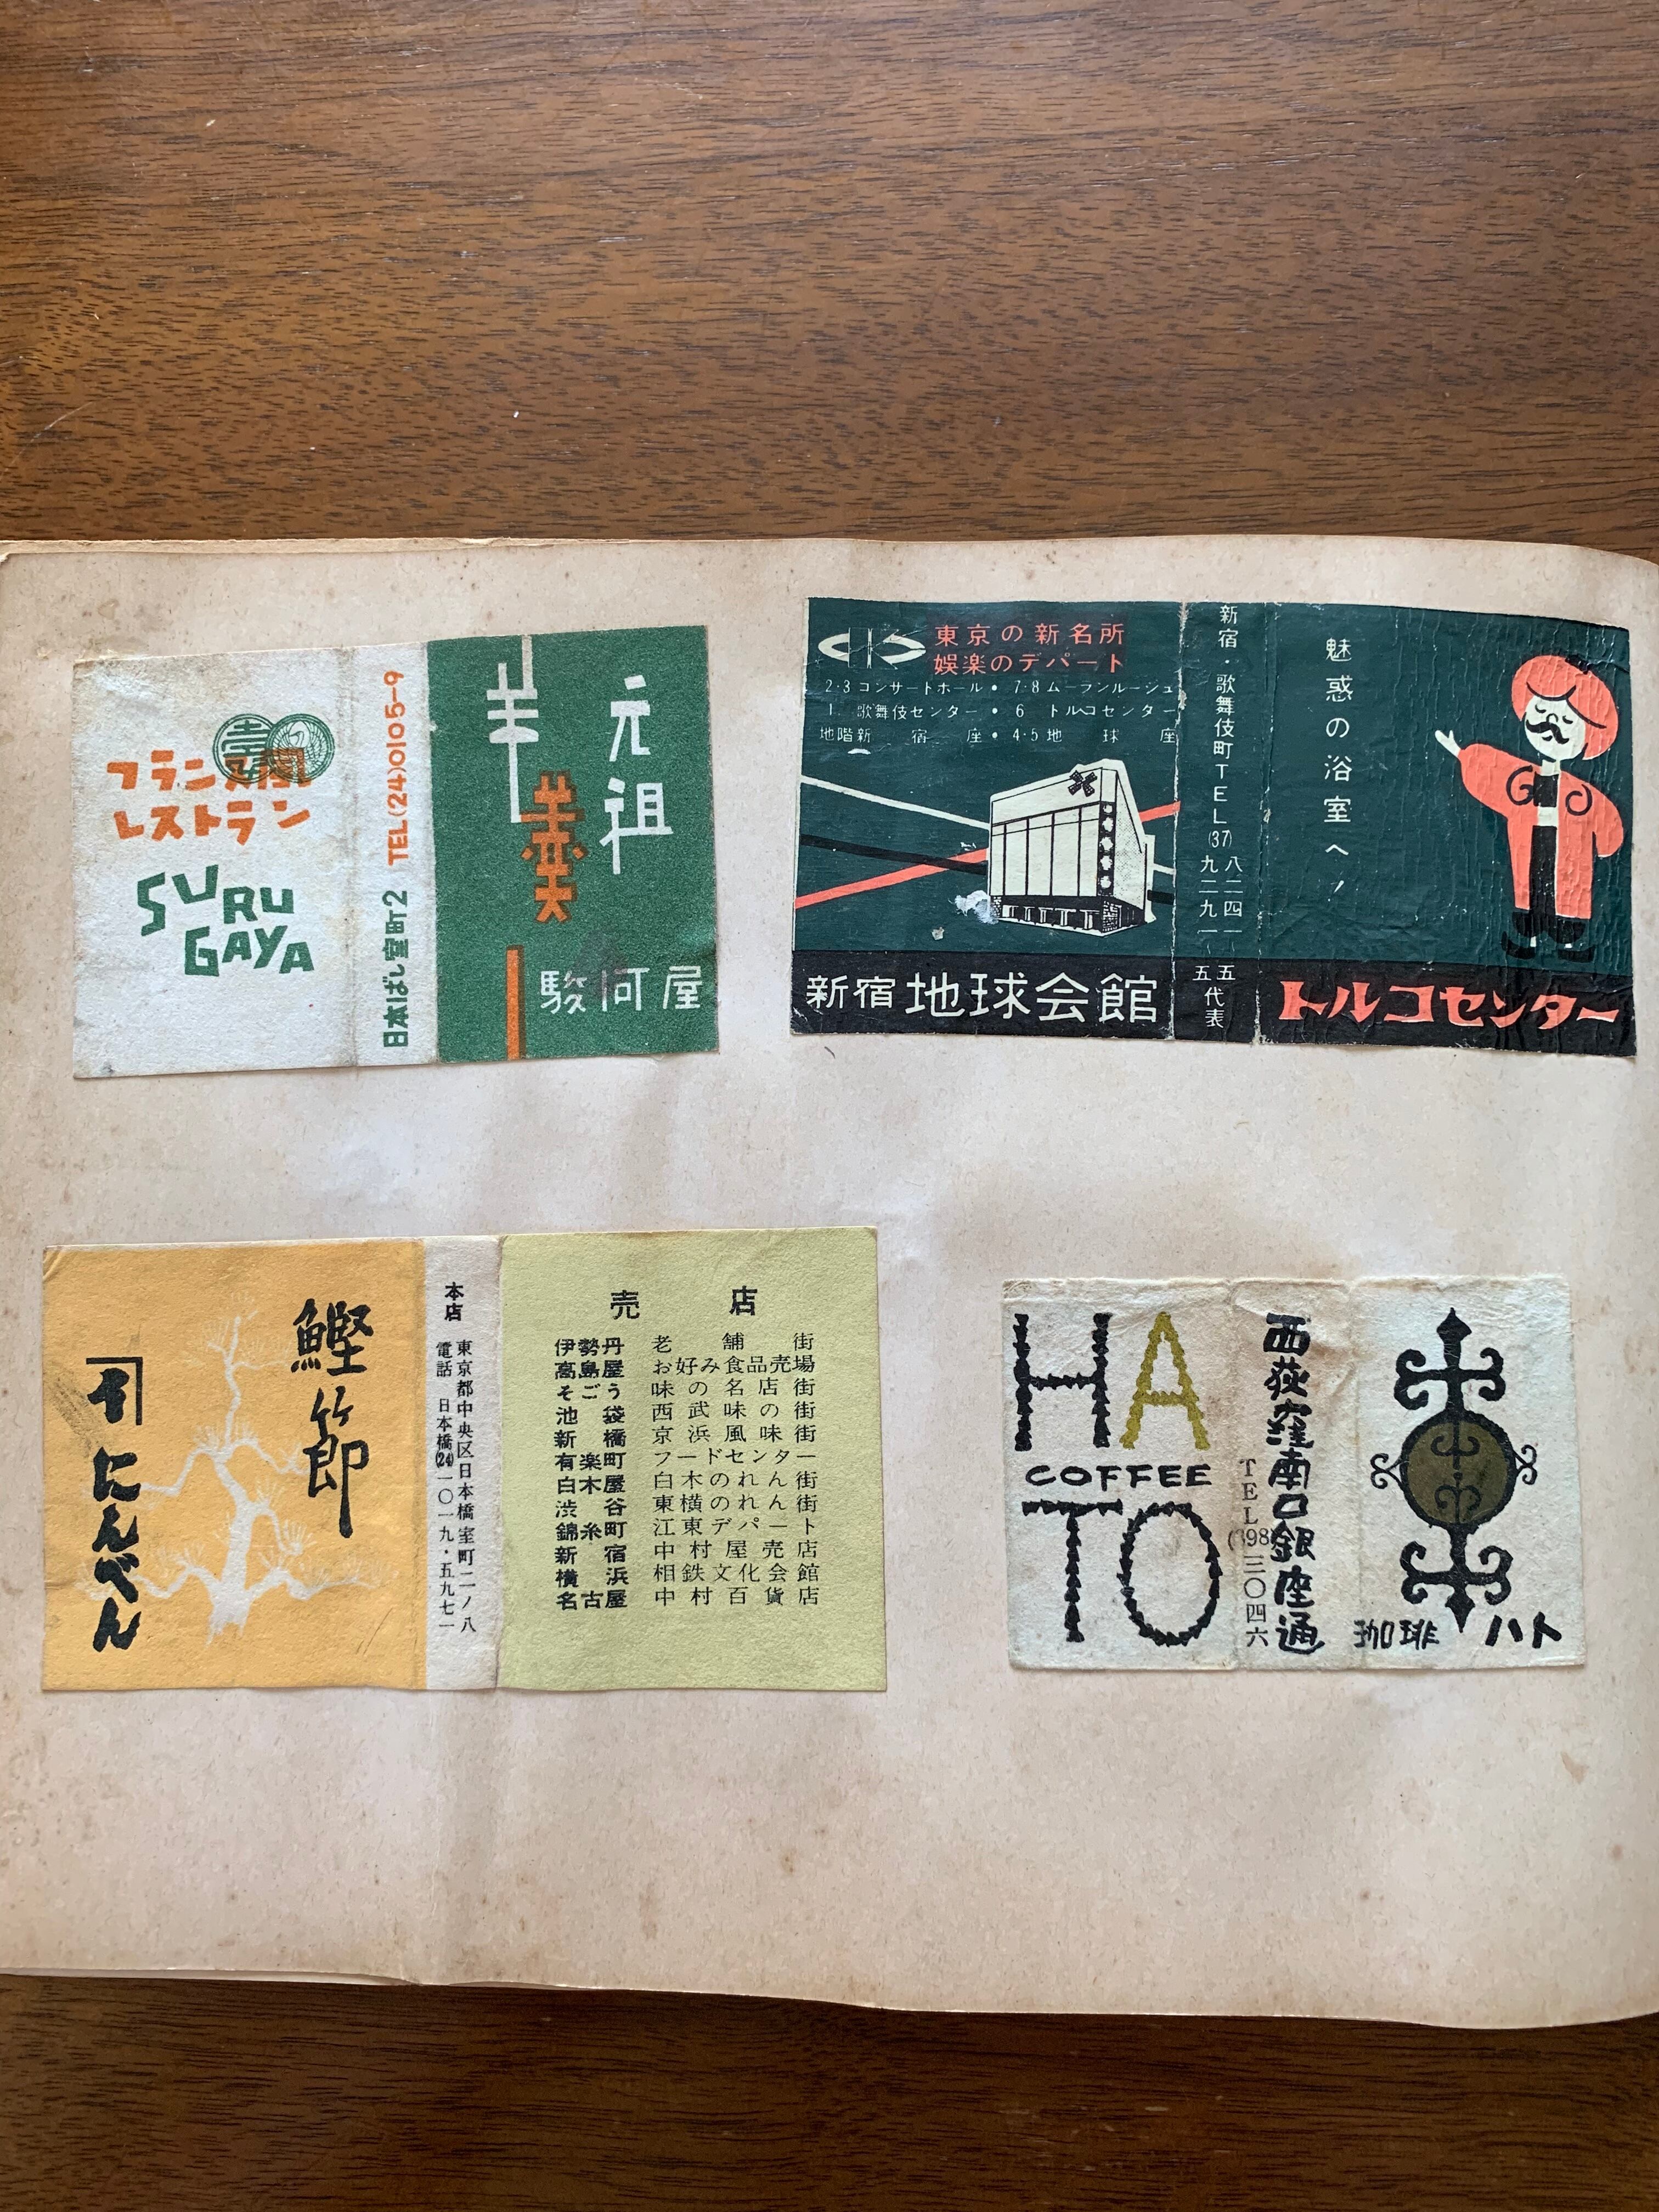 フランス風
レストラン
SURU
GAYA
TEL(24)0105-9
日本ばし室町2
元祖
羊羹
駿河屋
東京の新名所
娯楽のデパート
2・3 コンサートホール • 7・8 ムーランルージュ
1 歌舞伎センター • 6 トルコセンター
地階 新宿座 • 4・5 地球座
新宿地球会館
新宿・歌舞伎町TEL(37)
八二四一~五
九二九一~五
代表
魅惑の浴室へ!
トルコセンター
鰹節
にんべん
本店
東京都中央区日本橋室町二ノ八
電話 日本橋(24)一〇一九・五九七一
売店
伊勢丹 老舗街
高島屋 お好み食品売場
そごう 味の名店街
池袋 西武味の街
新橋 京浜風味街
有楽町 フードセンター
白木屋 白木のれん街
渋谷 東横のれん街
錦糸町 江東デパート
新宿 中村屋売店
横浜 相鉄文化会館
名古屋 中村百貨店
HA
COFFEE
TO
西荻窪南口銀座通
TEL(398)三〇四六
珈琲 ハト